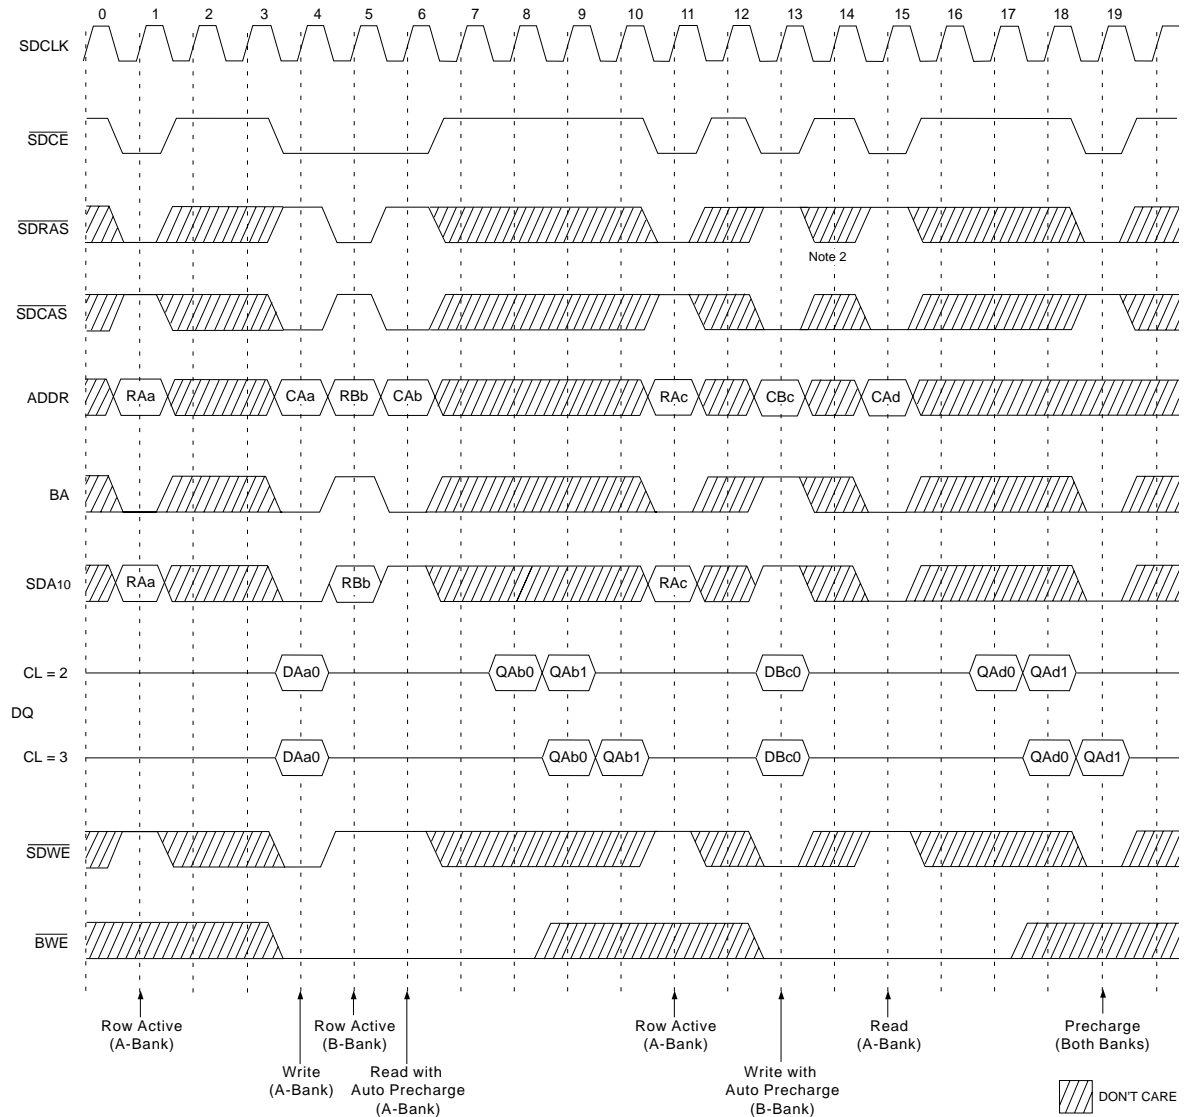 0 1 2 3 4 5 6 7 8 9 10 11 12 13 14 15 16 17 18 19
SDCLK
SDCE
SDRAS
Note 2
SDCAS
ADDR RAa CAa RBb CAb RAc CBc CAd
BA
SDA10 RAa RBb RAc
CL = 2 DAa0 QAb0 QAb1 DBc0 QAd0 QAd1
DQ
CL = 3 DAa0 QAb0 QAb1 DBc0 QAd0 QAd1
SDWE
BWE
Row Active
(A-Bank)
Write
(A-Bank)
Row Active
(B-Bank)
Read with
Auto Precharge
(A-Bank)
Row Active
(A-Bank)
Write with
Auto Precharge
(B-Bank)
Read
(A-Bank)
Precharge
(Both Banks)
DON'T CARE